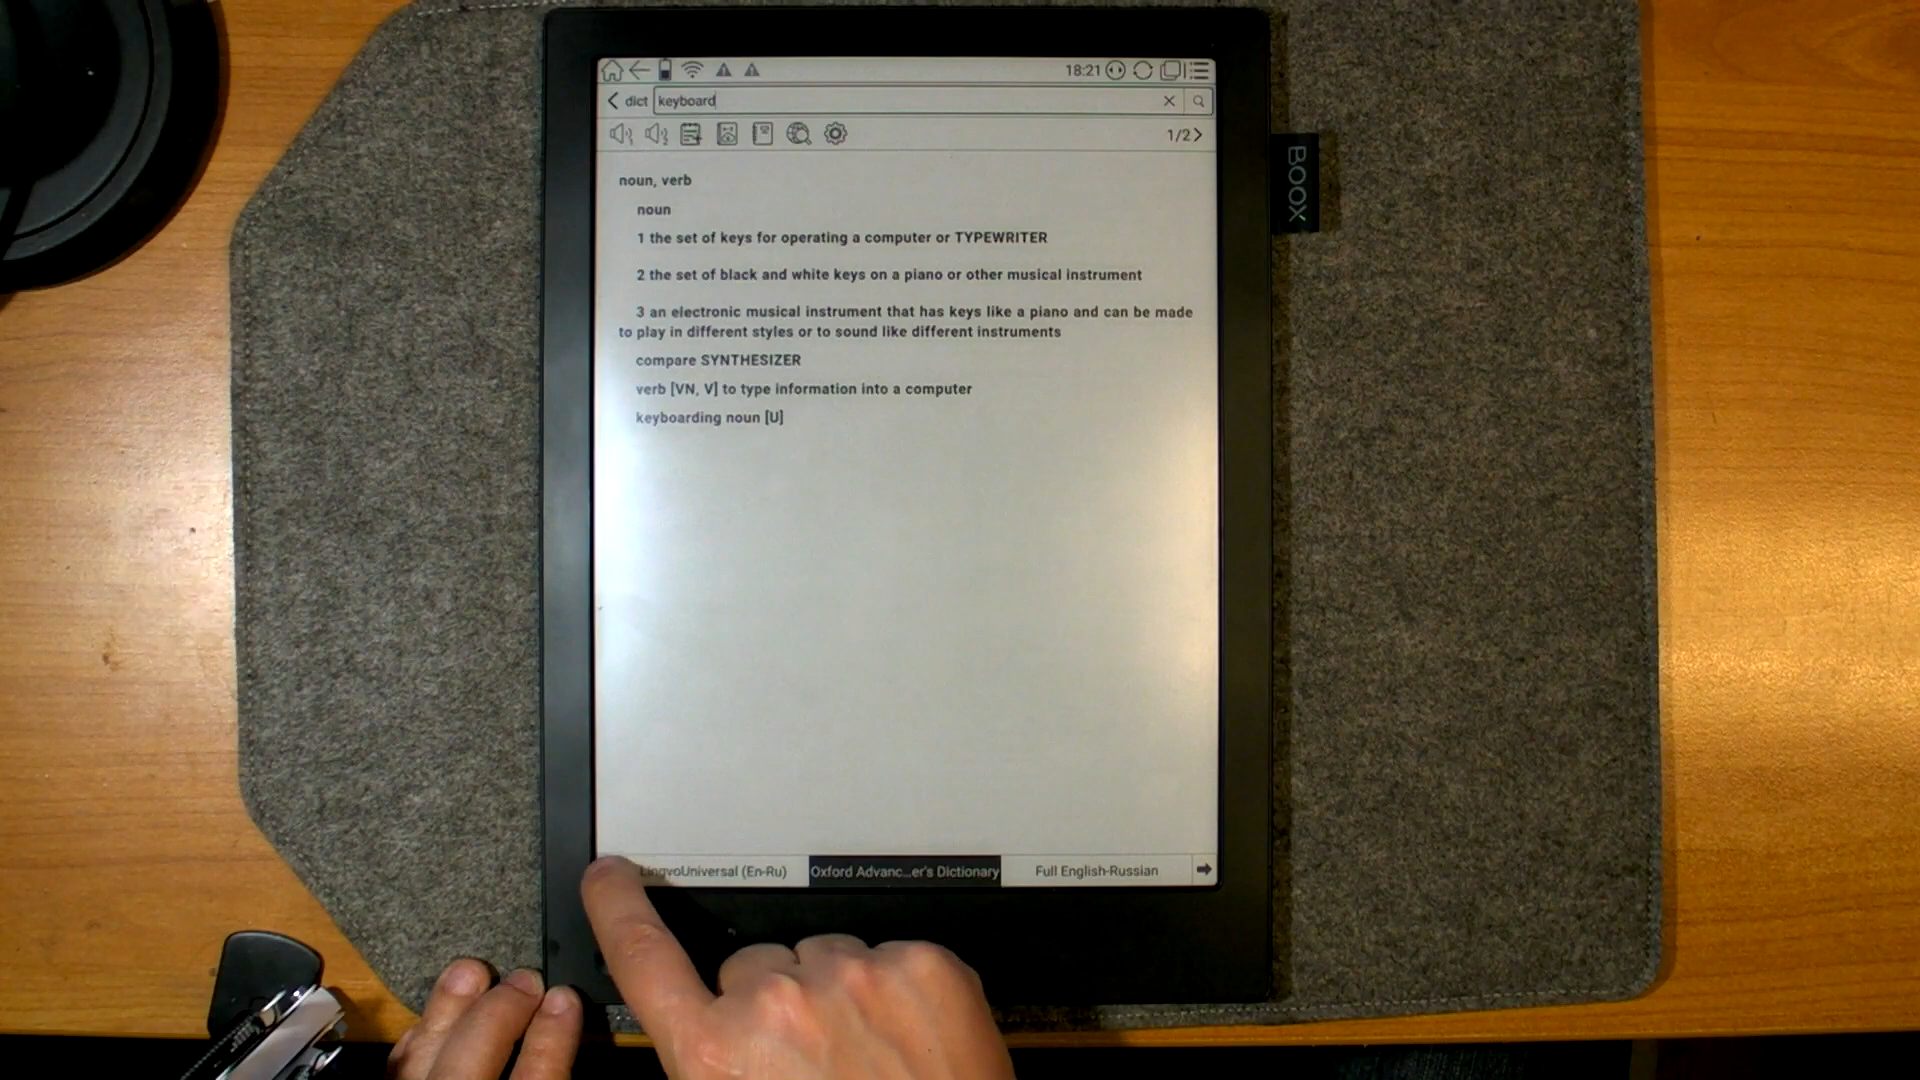 18:21
dict keyboard
1/2
noun, verb
noun
1 the set of keys for operating a computer or TYPEWRITER
2 the set of black and white keys on a piano or other musical instrument
3 an electronic musical instrument that has keys like a piano and can be made
to play in different styles or to sound like different instruments
compare SYNTHESIZER
verb [VN, V] to type information into a computer
keyboarding noun [U]
LingvoUniversal (En-Ru) Oxford Advanc...er's Dictionary Full English-Russian
BOOX